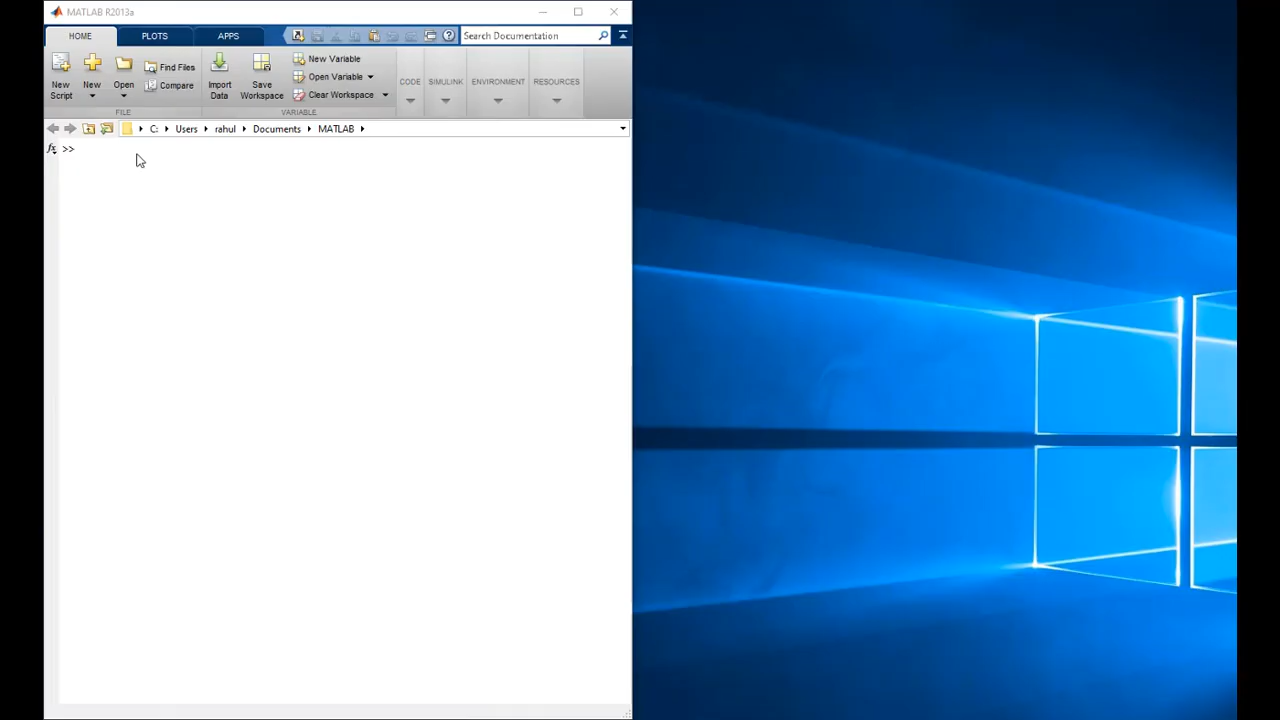 MATLAB R2013a
HOME PLOTS APPS Search Documentation
New Script
New
Open
Find Files
Compare
Import Data
Save Workspace
New Variable
Open Variable
Clear Workspace
FILE
VARIABLE
CODE
SIMULINK
ENVIRONMENT
RESOURCES
C: Users rahul Documents MATLAB
fx >>